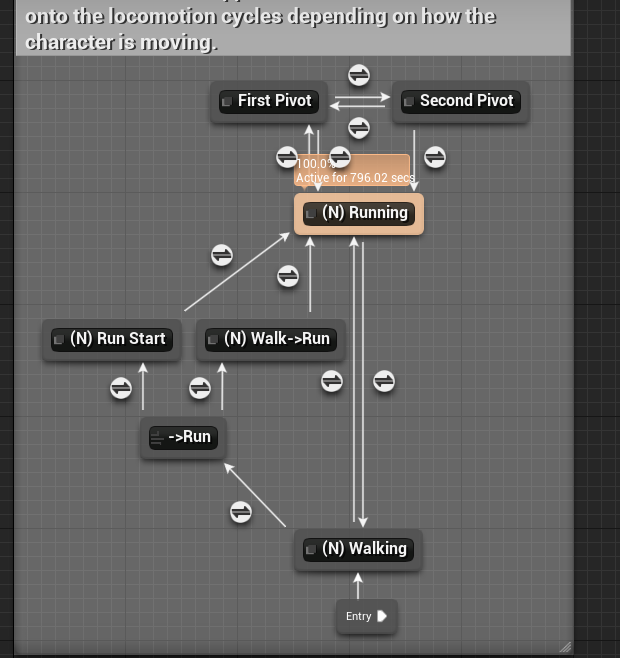 onto the locomotion cycles depending on how the
character is moving.
First Pivot
Second Pivot
100.0%
Active for 796.02 secs
(N) Running
(N) Run Start
(N) Walk->Run
->Run
(N) Walking
Entry